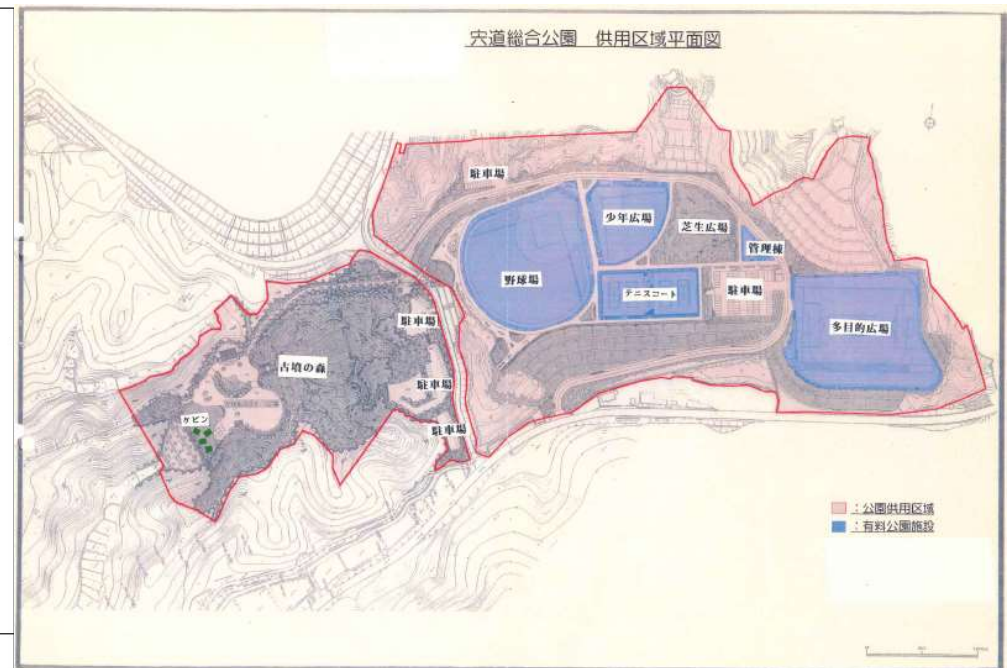 宍道総合公園 供用区域平面図
駐車場
少年広場
芝生広場
管理棟
野球場
テニスコート
駐車場
多目的広場
駐車場
古墳の森
駐車場
ケビン
駐車場
：公園供用区域
：有料公園施設